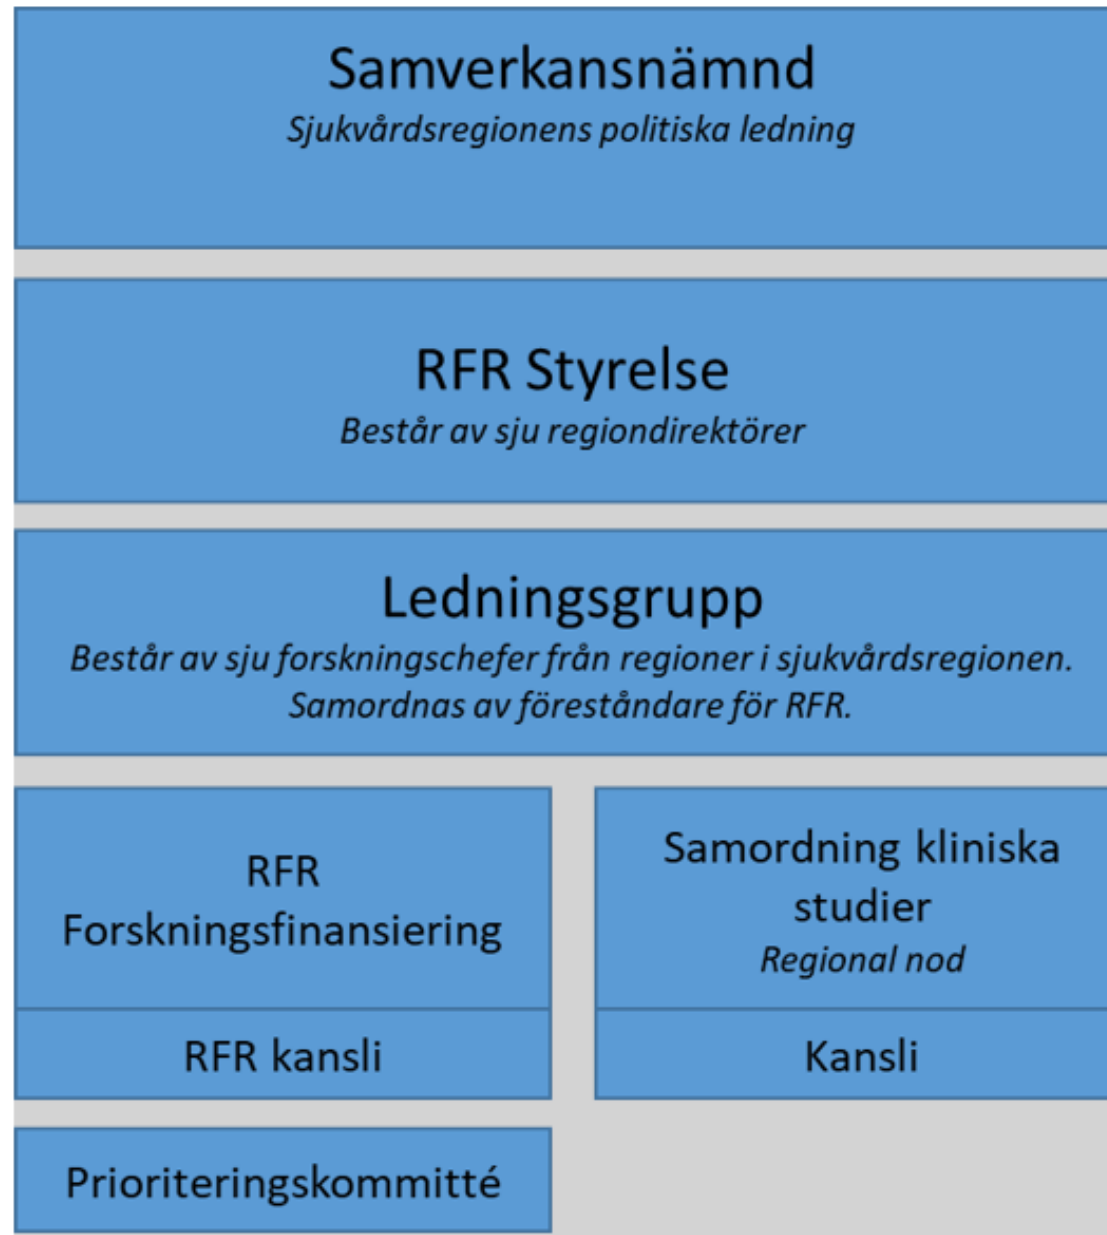 Samverkansnämnd
Sjukvårdsregionens politiska ledning
RFR Styrelse
Består av sju regiondirektörer
Ledningsgrupp
Består av sju forskningschefer från regioner i sjukvårdsregionen.
Samordnas av föreståndare för RFR.
RFR
Forskningsfinansiering
RFR kansli
Samordning kliniska
studier
Regional nod
Kansli
Prioriteringskommitté